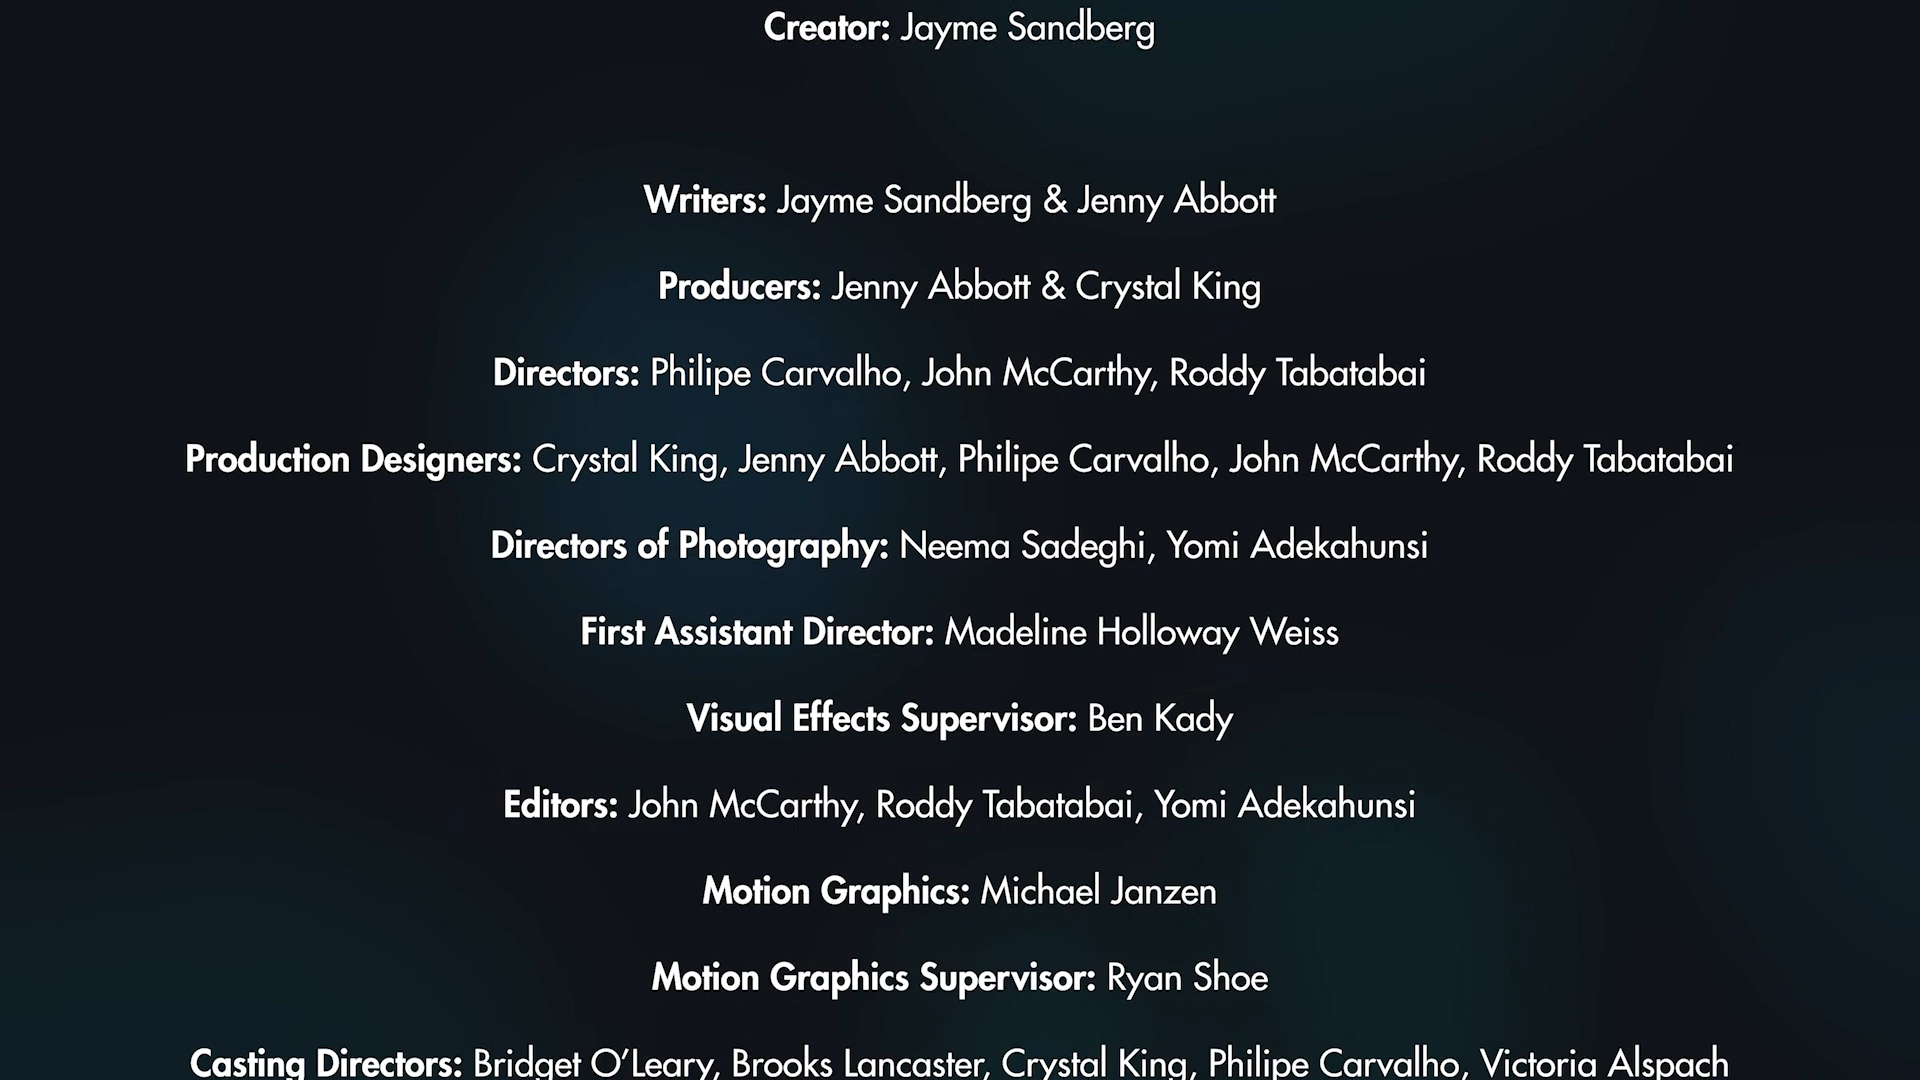 Creator: Jayme Sandberg
Writers: Jayme Sandberg & Jenny Abbott
Producers: Jenny Abbott & Crystal King
Directors: Philipe Carvalho, John McCarthy, Roddy Tabatabai
Production Designers: Crystal King, Jenny Abbott, Philipe Carvalho, John McCarthy, Roddy Tabatabai
Directors of Photography: Neema Sadeghi, Yomi Adekahunsi
First Assistant Director: Madeline Holloway Weiss
Visual Effects Supervisor: Ben Kady
Editors: John McCarthy, Roddy Tabatabai, Yomi Adekahunsi
Motion Graphics: Michael Janzen
Motion Graphics Supervisor: Ryan Shoe
Casting Directors: Bridget O’Leary, Brooks Lancaster, Crystal King, Philipe Carvalho, Victoria Alspach